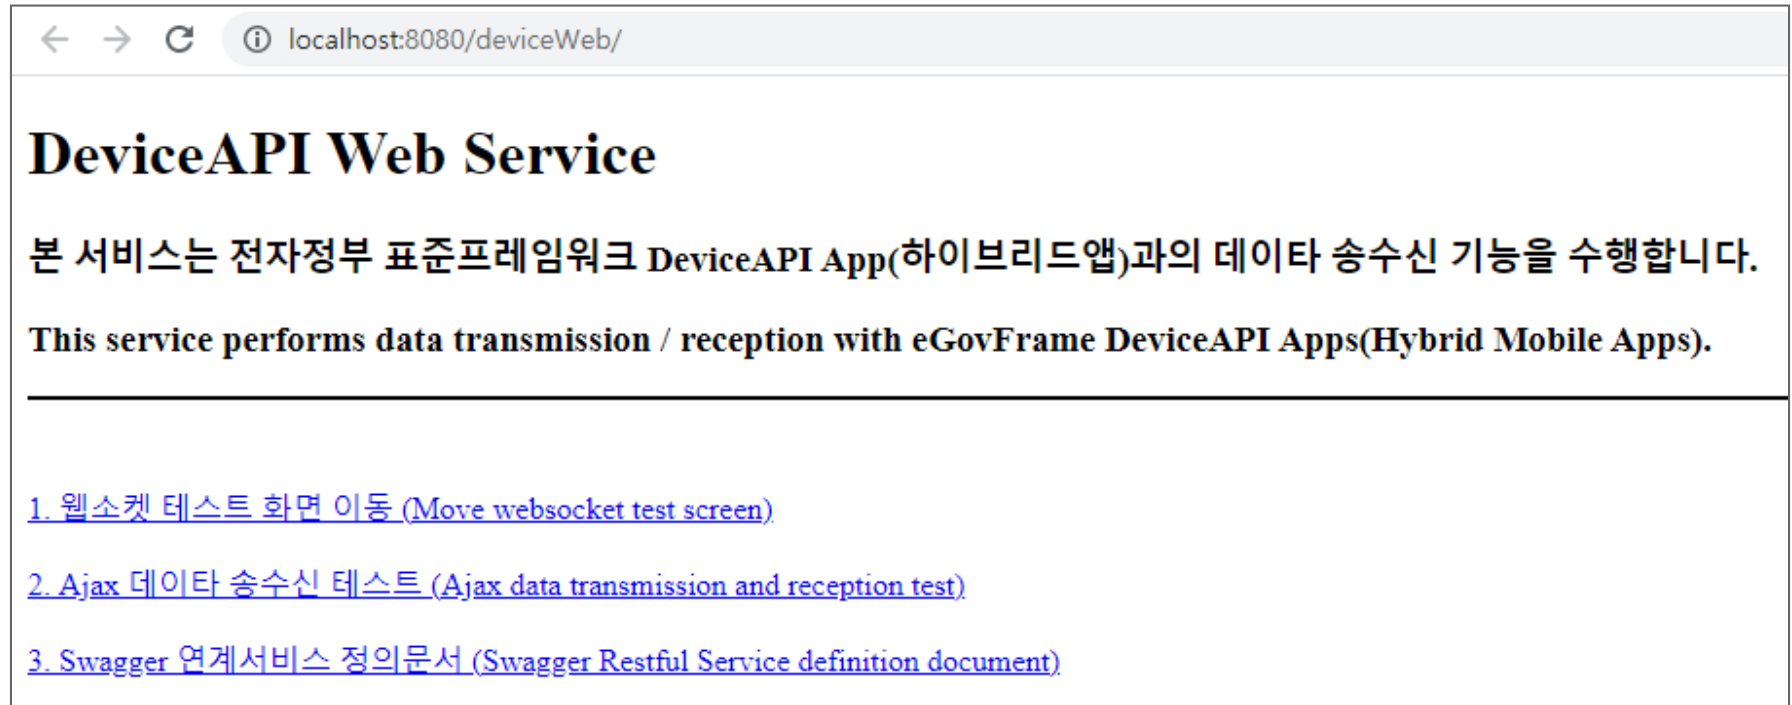 localhost:8080/deviceWeb/
DeviceAPI Web Service
본 서비스는 전자정부 표준프레임워크 DeviceAPI App(하이브리드앱)과의 데이타 송수신 기능을 수행합니다.
This service performs data transmission / reception with eGovFrame DeviceAPI Apps(Hybrid Mobile Apps).
1. 웹소켓 테스트 화면 이동 (Move websocket test screen)
2. Ajax 데이타 송수신 테스트 (Ajax data transmission and reception test)
3. Swagger 연계서비스 정의문서 (Swagger Restful Service definition document)